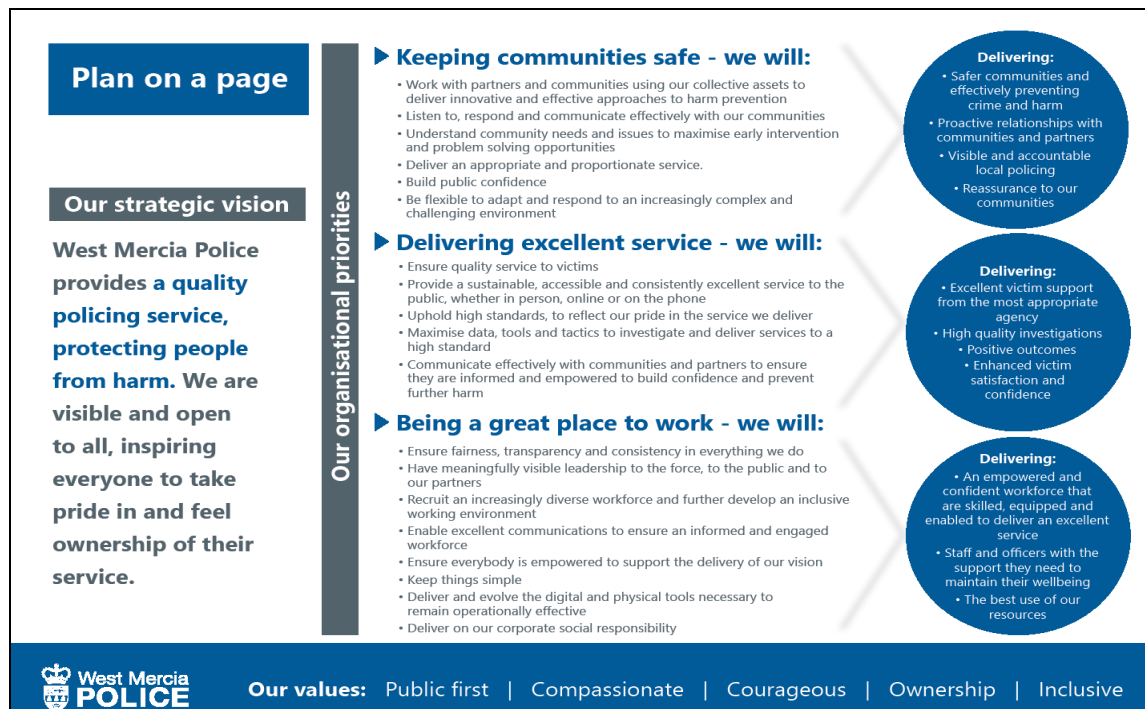 Plan on a page
Our strategic vision
West Mercia Police
provides a quality
policing service,
protecting people
from harm. We are
visible and open
to all, inspiring
everyone to take
pride in and feel
ownership of their
service.
Our organisational priorities
Keeping communities safe - we will:
• Work with partners and communities using our collective assets to
deliver innovative and effective approaches to harm prevention
• Listen to, respond and communicate effectively with our communities
• Understand community needs and issues to maximise early intervention
and problem solving opportunities
• Deliver an appropriate and proportionate service.
• Build public confidence
• Be flexible to adapt and respond to an increasingly complex and
challenging environment
Delivering:
• Safer communities and
effectively preventing
crime and harm
• Proactive relationships with
communities and partners
• Visible and accountable
local policing
• Reassurance to our
communities
Delivering excellent service - we will:
• Ensure quality service to victims
• Provide a sustainable, accessible and consistently excellent service to the
public, whether in person, online or on the phone
• Uphold high standards, to reflect our pride in the service we deliver
• Maximise data, tools and tactics to investigate and deliver services to a
high standard
• Communicate effectively with communities and partners to ensure
they are informed and empowered to build confidence and prevent
further harm
Delivering:
• Excellent victim support
from the most appropriate
agency
• High quality investigations
• Positive outcomes
• Enhanced victim
satisfaction and
confidence
Being a great place to work - we will:
• Ensure fairness, transparency and consistency in everything we do
• Have meaningfully visible leadership to the force, to the public and to
our partners
• Recruit an increasingly diverse workforce and further develop an inclusive
working environment
• Enable excellent communications to ensure an informed and engaged
workforce
• Ensure everybody is empowered to support the delivery of our vision
• Keep things simple
• Deliver and evolve the digital and physical tools necessary to
remain operationally effective
• Deliver on our corporate social responsibility
Delivering:
• An empowered and
confident workforce that
are skilled, equipped and
enabled to deliver an excellent
service
• Staff and officers with the
support they need to
maintain their wellbeing
• The best use of our
resources
West Mercia
POLICE
Our values: Public first | Compassionate | Courageous | Ownership | Inclusive